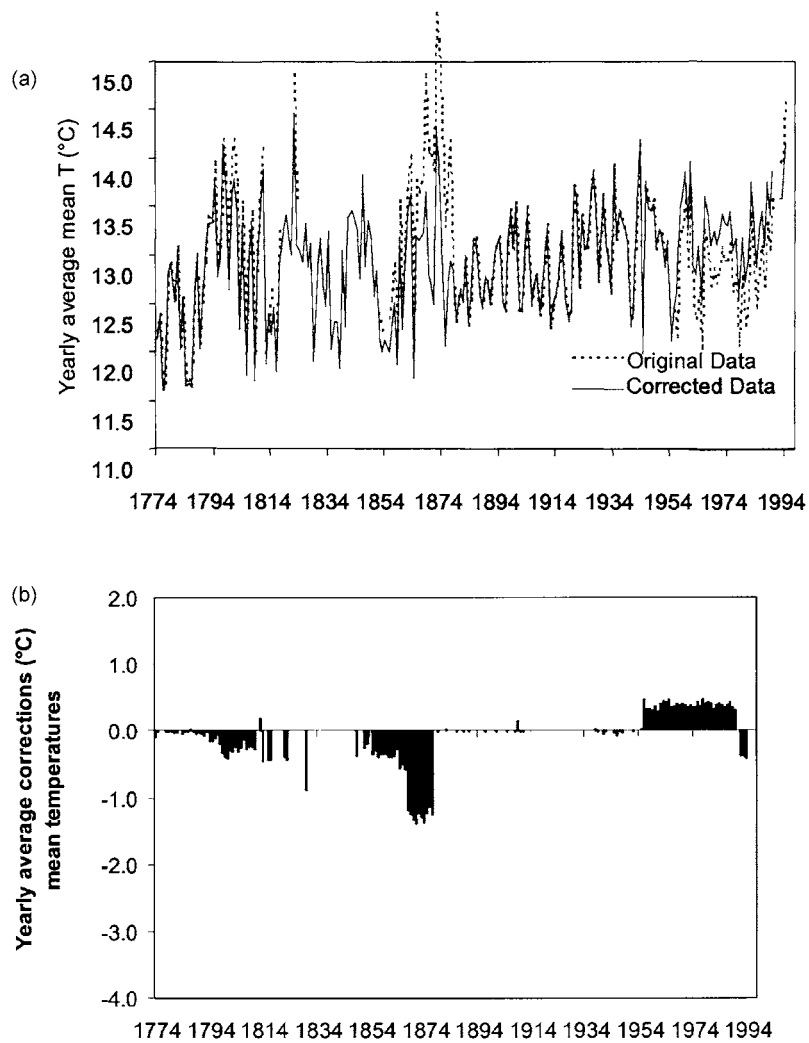 (a)
Yearly average mean T (°C)
15.0
14.5
14.0
13.5
13.0
12.5
12.0
11.5
11.0
Original Data
Corrected Data
1774 1794 1814 1834 1854 1874 1894 1914 1934 1954 1974 1994
(b)
Yearly average corrections (°C)
mean temperatures
2.0
1.0
0.0
-1.0
-2.0
-3.0
-4.0
1774 1794 1814 1834 1854 1874 1894 1914 1934 1954 1974 1994